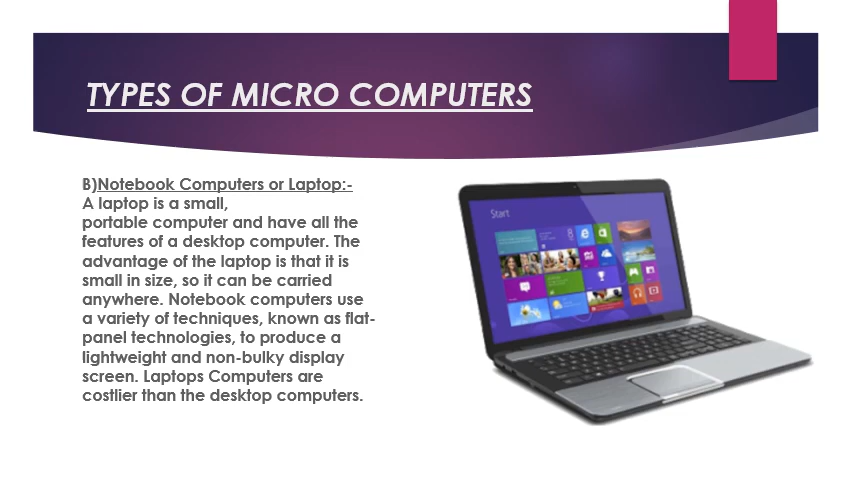 TYPES OF MICRO COMPUTERS
B)Notebook Computers or Laptop:-
A laptop is a small,
portable computer and have all the
features of a desktop computer. The
advantage of the laptop is that it is
small in size, so it can be carried
anywhere. Notebook computers use
a variety of techniques, known as flat-
panel technologies, to produce a
lightweight and non-bulky display
screen. Laptops Computers are
costlier than the desktop computers.
Start